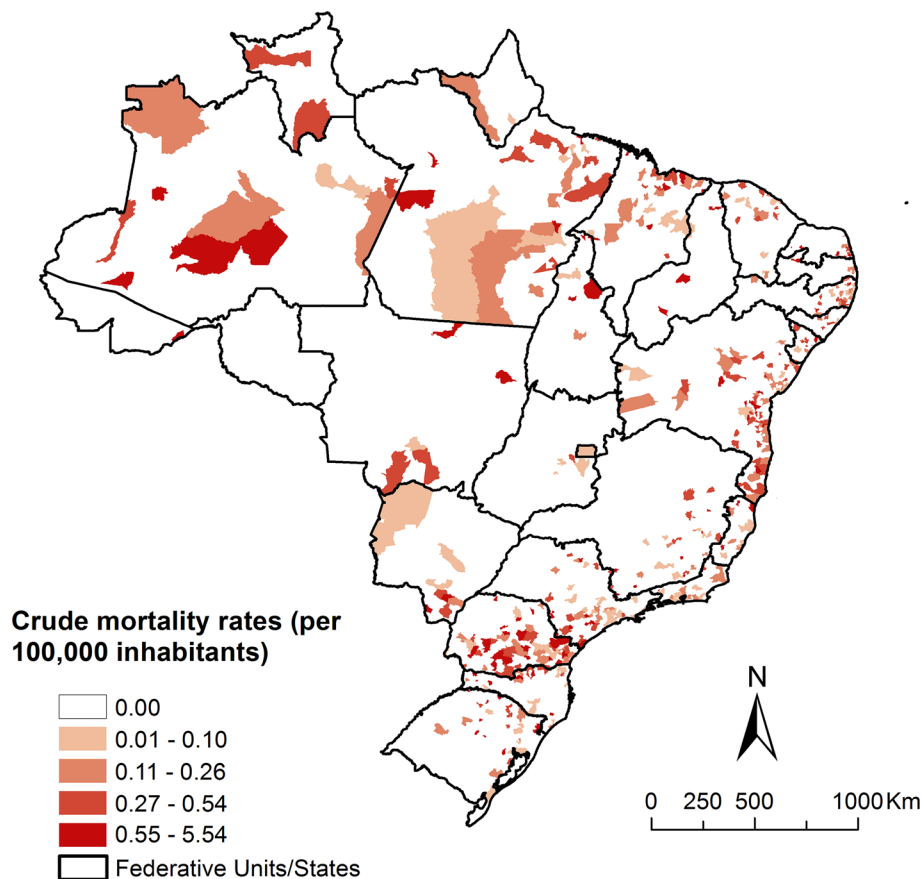 Crude mortality rates (per
100,000 inhabitants)
0.00
0.01 - 0.10
0.11 - 0.26
0.27 - 0.54
0.55 - 5.54
Federative Units/States
N
0 250 500 1000Km